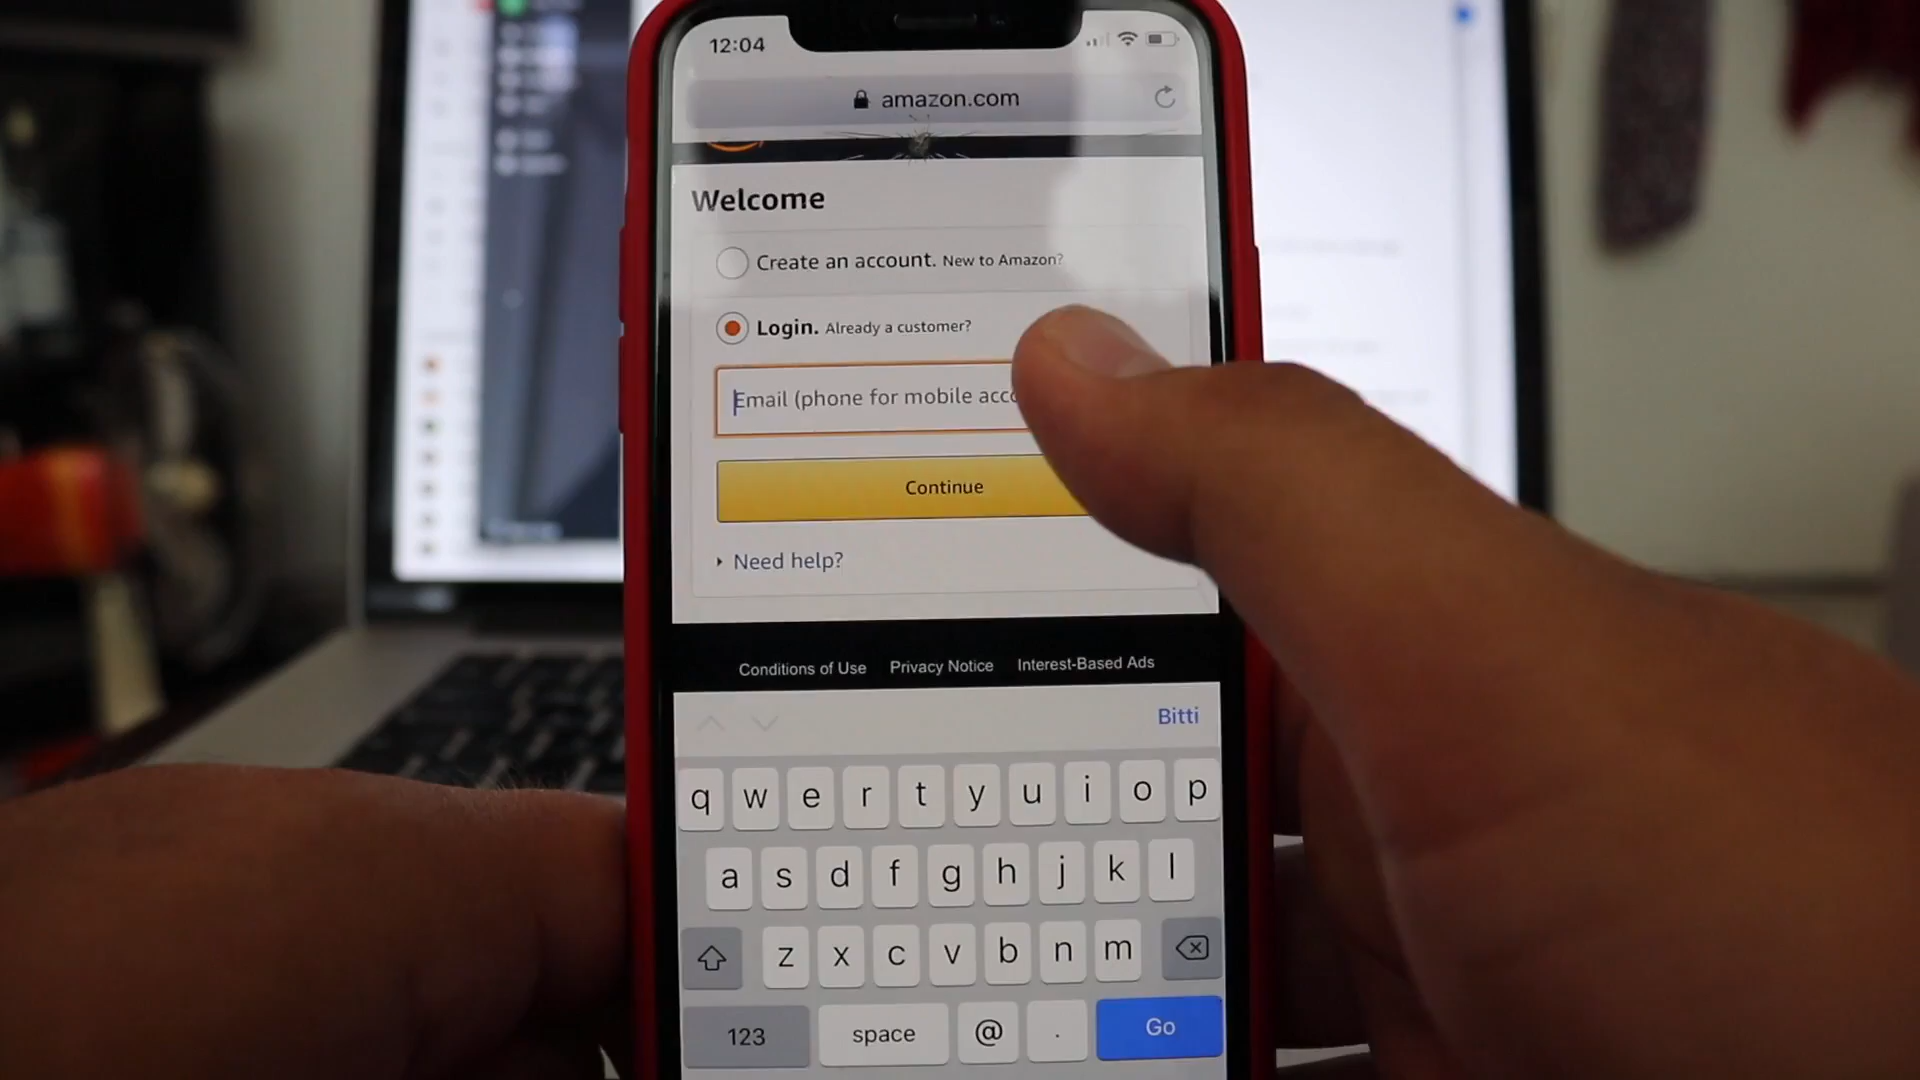 12:04
amazon.com
Welcome
Create an account. New to Amazon?
Login. Already a customer?
Email (phone for mobile
Continue
Need help?
Conditions of Use Privacy Notice Interest-Based Ads
Bitti
q w e r t y u i o p
a s d f g h j k l
z x c v b n m
123 space @ . Go